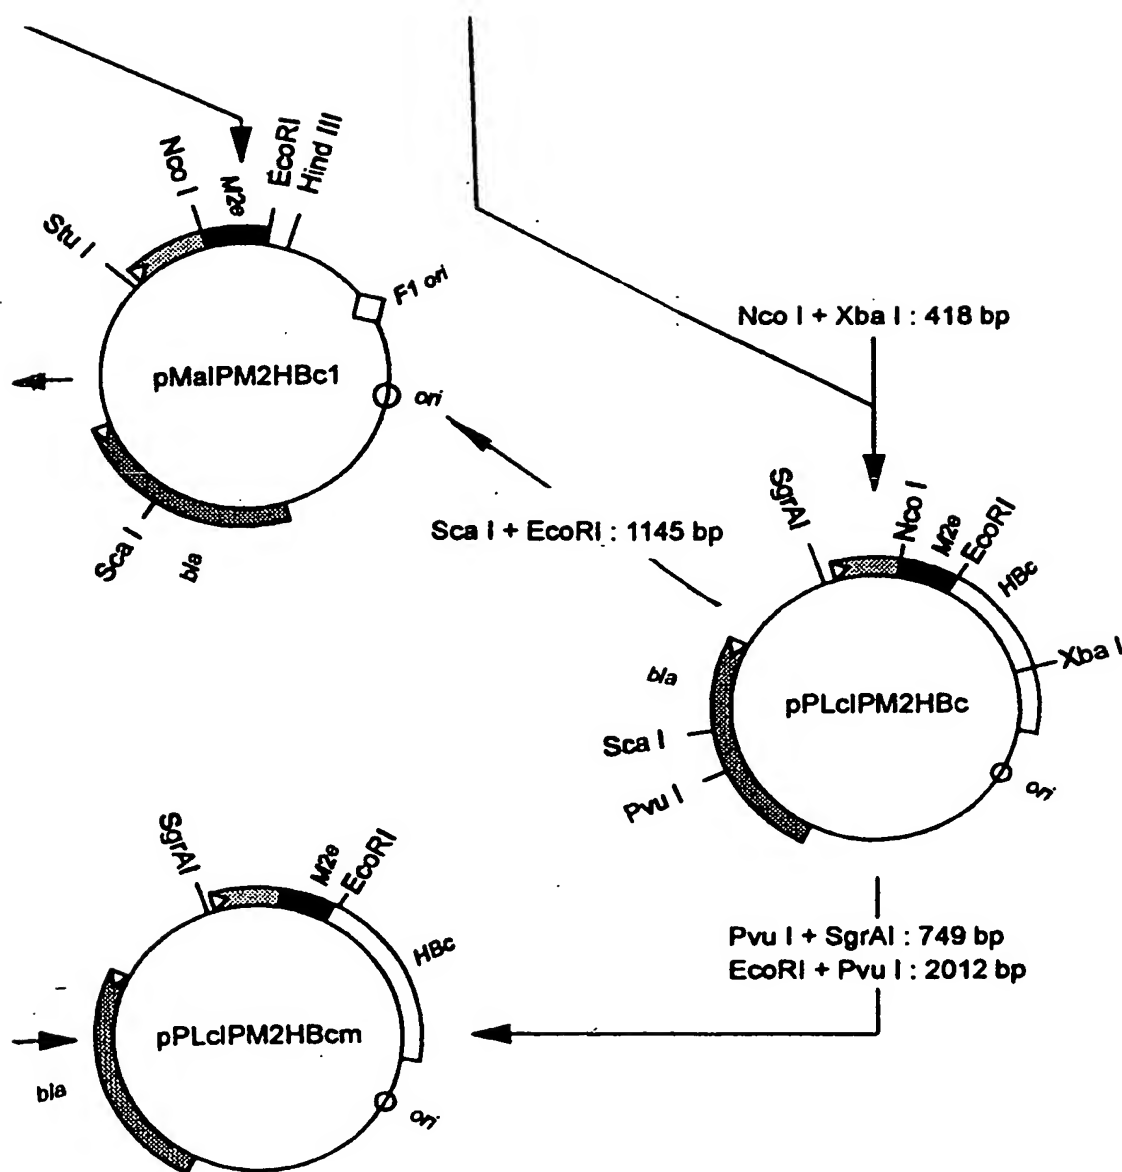 Nco I
M2e
EcoRI
Hind III
Stu I
F1 ori
pMalPM2HBc1
ori
Sca I
bla
Nco I + Xba I : 418 bp
Sca I + EcoRI : 1145 bp
SgrAI
Nco I
M2e
EcoRI
HBc
Xba I
bla
pPLcIPM2HBc
Sca I
Pvu I
ori
Pvu I + SgrAI : 749 bp
EcoRI + Pvu I : 2012 bp
SgrAI
M2e
EcoRI
HBc
pPLcIPM2HBcm
bla
ori